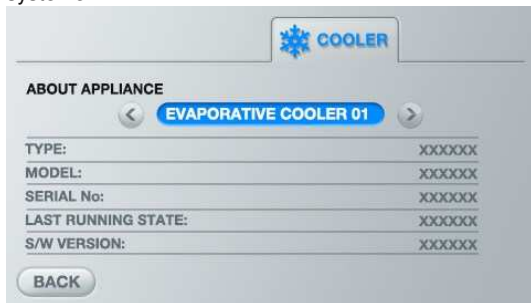 COOLER
ABOUT APPLIANCE
EVAPORATIVE COOLER 01
TYPE: XXXXXX
MODEL: XXXXXX
SERIAL No: XXXXXX
LAST RUNNING STATE: XXXXXX
S/W VERSION: XXXXXX
BACK